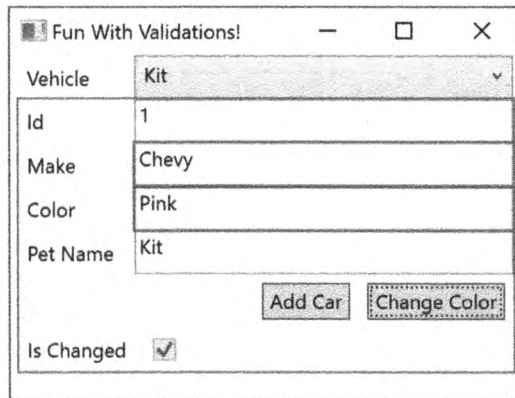 Fun With Validations!
Vehicle Kit
Id 1
Make Chevy
Color Pink
Pet Name Kit
Add Car Change Color
Is Changed